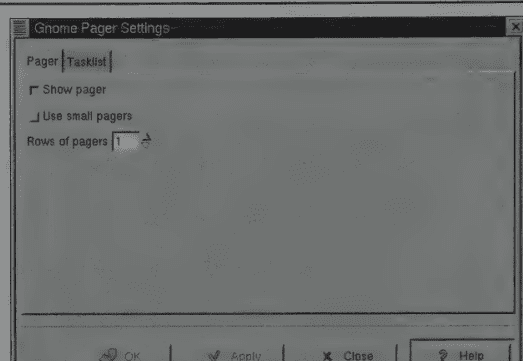 Gnome Pager Settings
Pager Tasklist
Show pager
Use small pagers
Rows of pagers 1
OK Apply Close Help